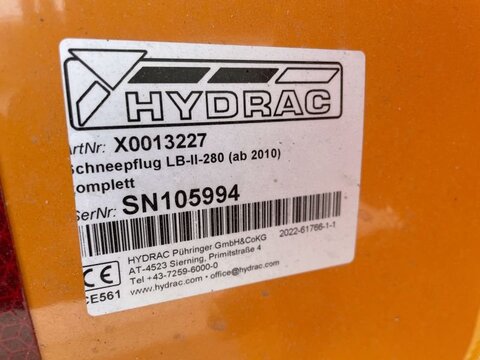 HYDRAC
ArtNr: X0013227
Schneepflug LB-II-280 (ab 2010)
komplett
SerNr: SN105994
HYDRAC Pühringer GmbH&CoKG
2022-61766-1-1
AT-4523 Sierning, Primitstraße 4
Tel +43-7259-6000-0
www.hydrac.com • office@hydrac.com
CE
CE561